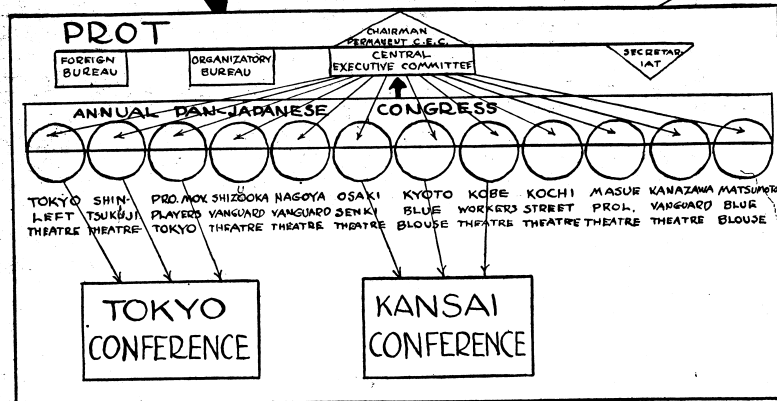 PROT
CHAIRMAN
PERMANENT C.E.C.
FOREIGN
BUREAU
ORGANIZATORY
BUREAU
CENTRAL
EXECUTIVE COMMITTEE
SECRETAR-
IAT
ANNUAL PAN-JAPANESE CONGRESS
TOKYO
LEFT
THEATRE
SHIN-
TSUKIJI
THEATRE
PRO. MOV.
PLAYERS
TOKYO
SHIZOOKA
VANGUARD
THEATRE
NAGOYA
VANGUARD
THEATRE
OSAKI
SENKI
THEATRE
KYOTO
BLUE
BLOUSE
KOBE
WORKERS
THEATRE
KOCHI
STREET
THEATRE
MASUE
PROL.
THEATRE
KANAZAWA
VANGUARD
THEATRE
MATSUMOTO
BLUE
BLOUSE
TOKYO
CONFERENCE
KANSAI
CONFERENCE